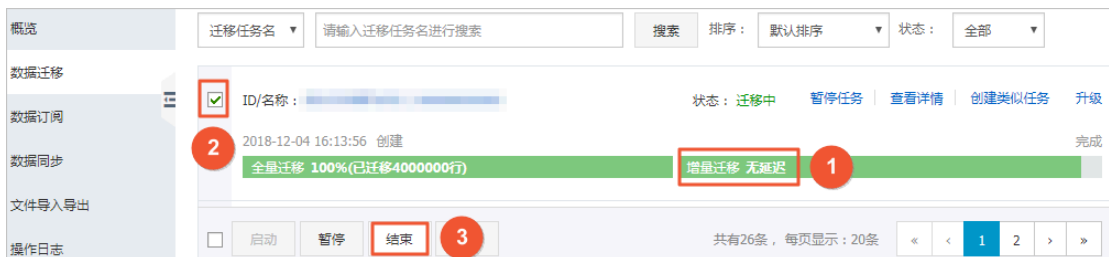 概览
迁移任务名 ▼ 请输入迁移任务名进行搜索 搜索 排序： 默认排序 ▼ 状态： 全部 ▼
数据迁移
ID/名称： 状态：迁移中 暂停任务 查看详情 创建类似任务 升级
数据订阅
2
2018-12-04 16:13:56 创建 完成
数据同步
全量迁移 100%(已迁移4000000行) 增量迁移 无延迟 1
文件导入导出
启动 暂停 结束 3 共有26条，每页显示：20条 « ‹ 1 2 › »
操作日志